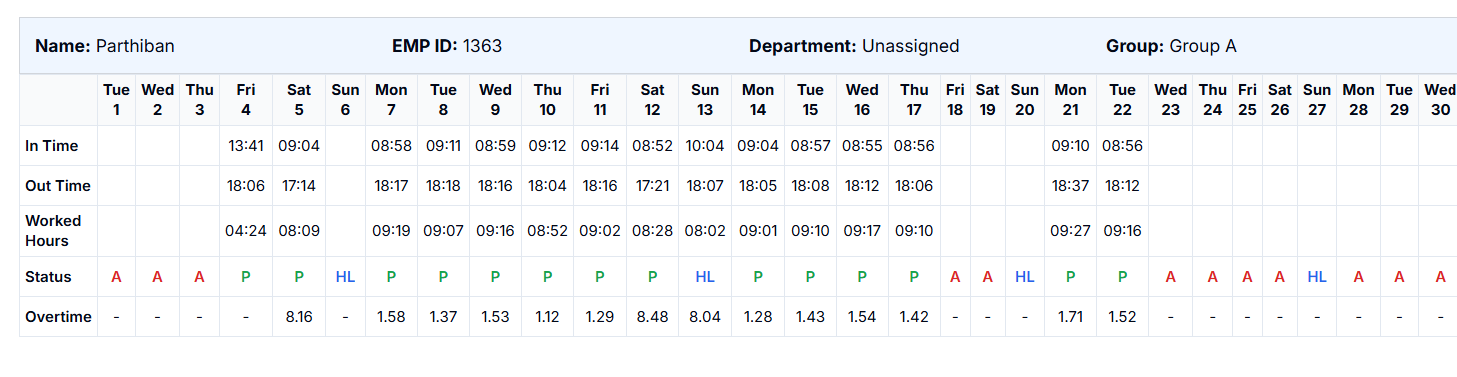 Name: Parthiban EMP ID: 1363 Department: Unassigned Group: Group A
Tue Wed Thu Fri Sat Sun Mon Tue Wed Thu Fri Sat Sun Mon Tue Wed Thu Fri Sat Sun Mon Tue Wed Thu Fri Sat Sun Mon Tue Wed
1 2 3 4 5 6 7 8 9 10 11 12 13 14 15 16 17 18 19 20 21 22 23 24 25 26 27 28 29 30
In Time 13:41 09:04 08:58 09:11 08:59 09:12 09:14 08:52 10:04 09:04 08:57 08:55 08:56 09:10 08:56
Out Time 18:06 17:14 18:17 18:18 18:16 18:04 18:16 17:21 18:07 18:05 18:08 18:12 18:06 18:37 18:12
Worked
Hours 04:24 08:09 09:19 09:07 09:16 08:52 09:02 08:28 08:02 09:01 09:10 09:17 09:10 09:27 09:16
Status A A A P P HL P P P P P P HL P P P P A A HL P P A A A A HL A A A
Overtime - - - - 8.16 - 1.58 1.37 1.53 1.12 1.29 8.48 8.04 1.28 1.43 1.54 1.42 - - - 1.71 1.52 - - - - - - - -